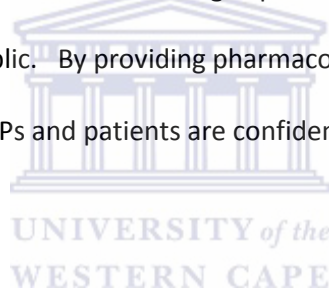 blic. By providing pharmaco
Ps and patients are confiden
UNIVERSITY of the
WESTERN CAPE